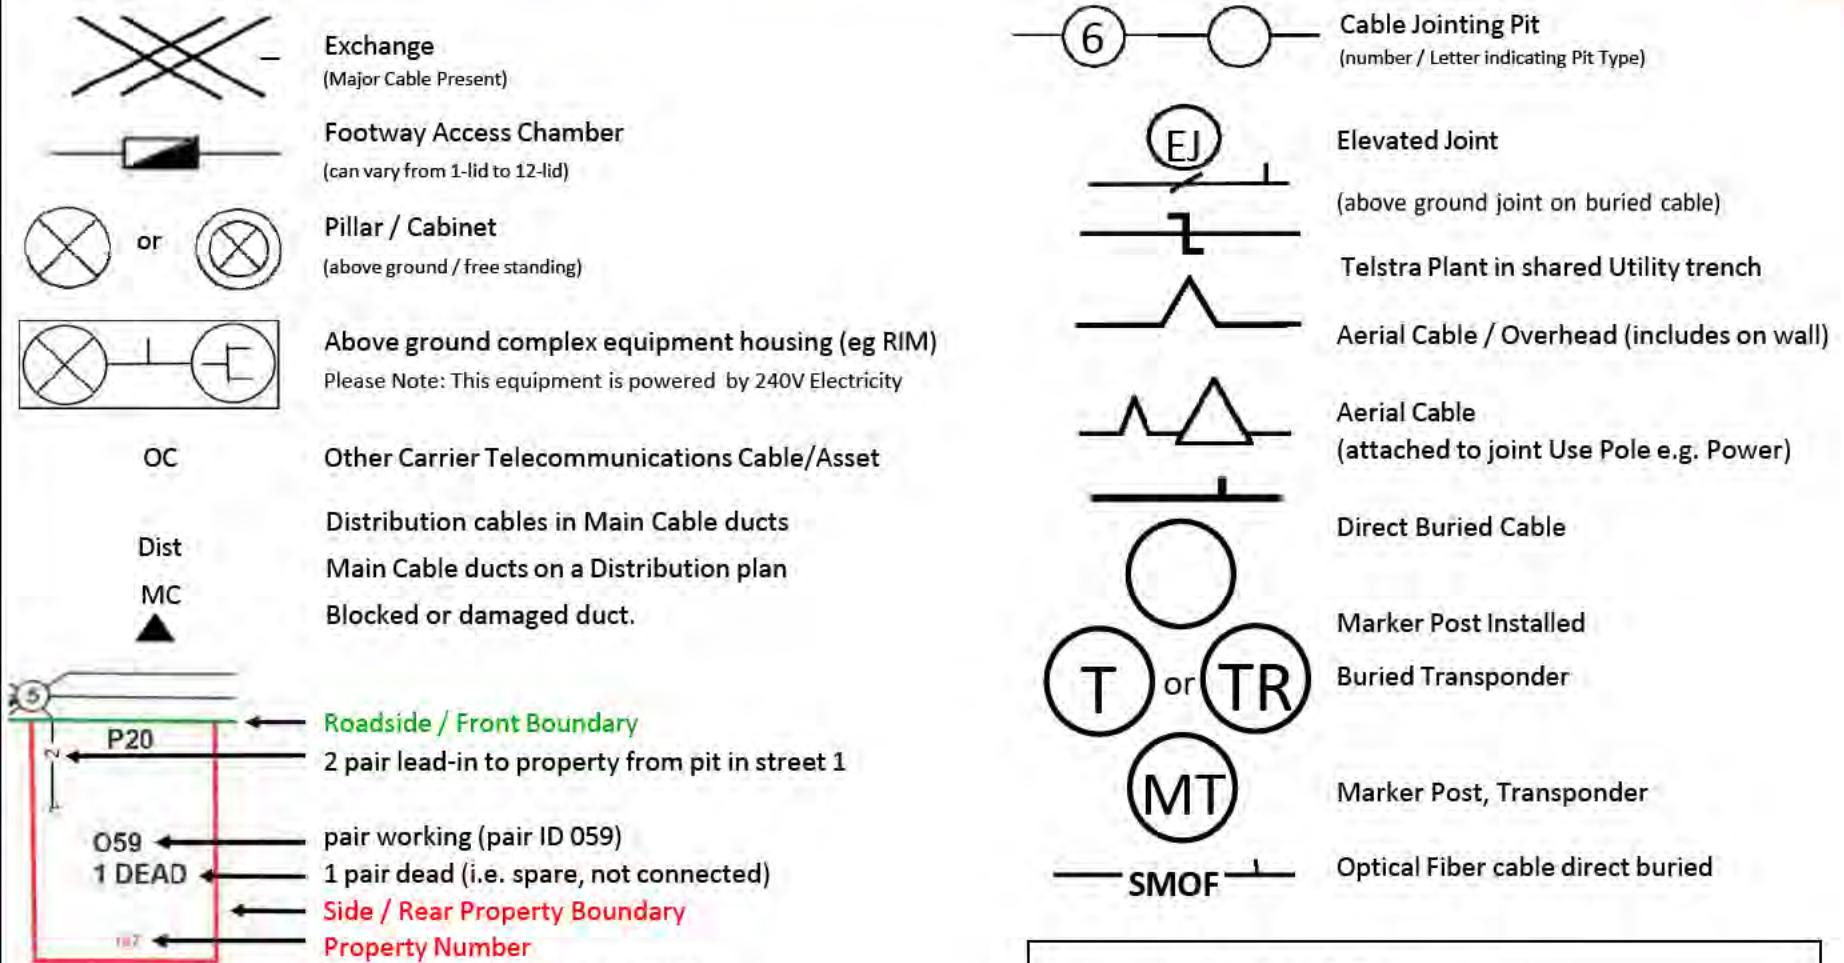 Exchange
(Major Cable Present)
Footway Access Chamber
(can vary from 1-lid to 12-lid)
or
Pillar / Cabinet
(above ground / free standing)
Above ground complex equipment housing (eg RIM)
Please Note: This equipment is powered by 240V Electricity
OC
Other Carrier Telecommunications Cable/Asset
Distribution cables in Main Cable ducts
Dist
Main Cable ducts on a Distribution plan
MC
Blocked or damaged duct.
5
Roadside / Front Boundary
P20
2
2 pair lead-in to property from pit in street 1
O59
pair working (pair ID 059)
1 DEAD
1 pair dead (i.e. spare, not connected)
Side / Rear Property Boundary
Property Number
6
Cable Jointing Pit
(number / Letter indicating Pit Type)
EJ
Elevated Joint
(above ground joint on buried cable)
Telstra Plant in shared Utility trench
Aerial Cable / Overhead (includes on wall)
Aerial Cable
(attached to joint Use Pole e.g. Power)
Direct Buried Cable
Marker Post Installed
T or TR
Buried Transponder
MT
Marker Post, Transponder
SMOF
Optical Fiber cable direct buried